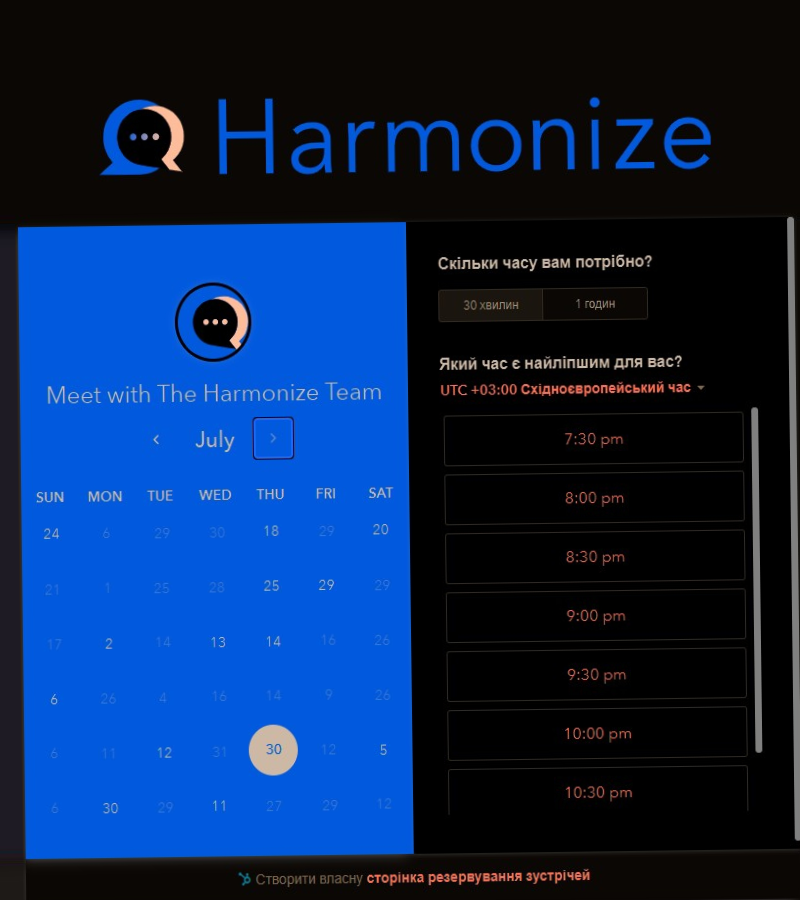 Harmonize
Meet with The Harmonize Team
July
SUN MON TUE WED THU FRI SAT
24 6 29 30 18 29 20
21 1 25 28 25 29 29
17 2 14 13 14 16 26
6 26 4 16 14 9 26
6 11 12 31 30 12 5
6 30 29 11 27 29 12
Скільки часу вам потрібно?
30 хвилин 1 годин
Який час є найліпшим для вас?
UTC +03:00 Східноєвропейський час
7:30 pm
8:00 pm
8:30 pm
9:00 pm
9:30 pm
10:00 pm
10:30 pm
Створити власну сторінка резервування зустрічей